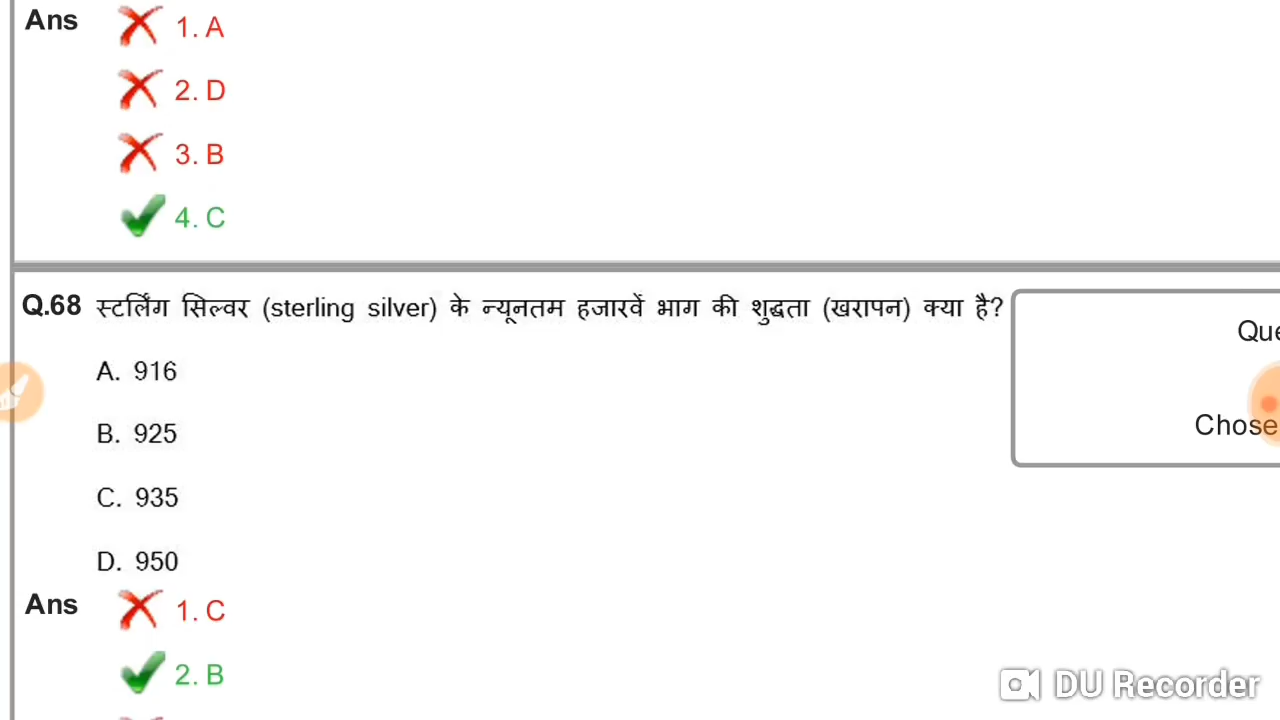 Ans
1. A
2. D
3. B
4. C
Q.68 स्टर्लिंग सिल्वर (sterling silver) के न्यूनतम हजारवें भाग की शुद्धता (खरापन) क्या है?
Que
Chose
A. 916
B. 925
C. 935
D. 950
Ans
1. C
2. B
DU Recorder